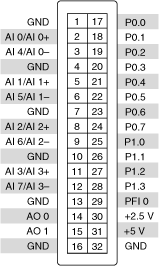 GND 1 17 P0.0
AI 0/AI 0+ 2 18 P0.1
AI 4/AI 0– 3 19 P0.2
GND 4 20 P0.3
AI 1/AI 1+ 5 21 P0.4
AI 5/AI 1– 6 22 P0.5
GND 7 23 P0.6
AI 2/AI 2+ 8 24 P0.7
AI 6/AI 2– 9 25 P1.0
GND 10 26 P1.1
AI 3/AI 3+ 11 27 P1.2
AI 7/AI 3– 12 28 P1.3
GND 13 29 PFI 0
AO 0 14 30 +2.5 V
AO 1 15 31 +5 V
GND 16 32 GND